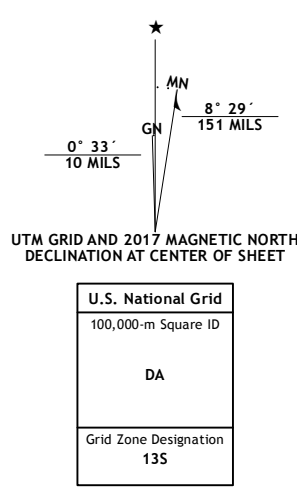 ★
MN
GN
8° 29´
151 MILS
0° 33´
10 MILS
UTM GRID AND 2017 MAGNETIC NORTH
DECLINATION AT CENTER OF SHEET
U.S. National Grid
100,000-m Square ID
DA
Grid Zone Designation
13S